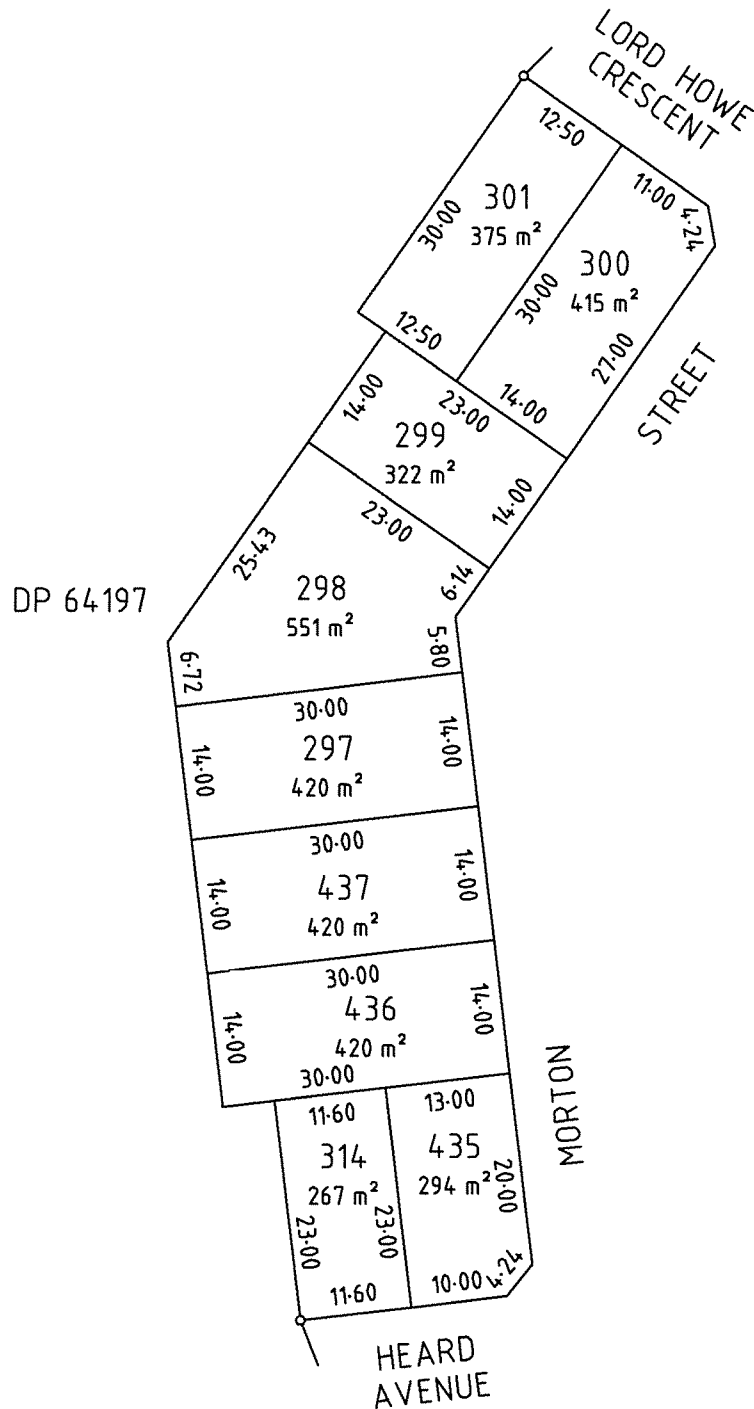 LORD HOWE
CRESCENT
12·50
11·00
4·24
301
375 m²
30·00
300
415 m²
30·00
27·00
STREET
12·50
14·00
14·00
23·00
299
322 m²
14·00
23·00
25·43
6·14
DP 64197
298
551 m²
5·80
6·72
30·00
297
420 m²
14·00
14·00
30·00
437
420 m²
14·00
14·00
30·00
436
420 m²
14·00
14·00
30·00
MORTON
11·60
13·00
314
267 m²
435
294 m²
20·00
23·00
23·00
11·60
10·00
4·24
HEARD
AVENUE